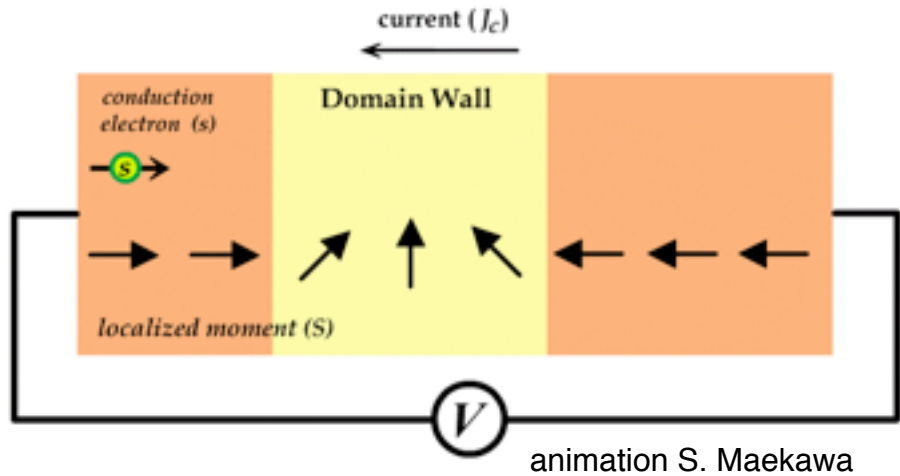 current (J_c)
conduction
electron (s)
Domain Wall
s
localized moment (S)
V
animation S. Maekawa